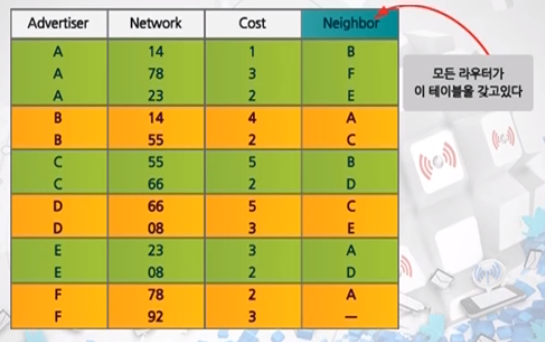 Advertiser Network Cost Neighbor
A 14 1 B
A 78 3 F
A 23 2 E
B 14 4 A
B 55 2 C
C 55 5 B
C 66 2 D
D 66 5 C
D 08 3 E
E 23 3 A
E 08 2 D
F 78 2 A
F 92 3 —
모든 라우터가
이 테이블을 갖고있다